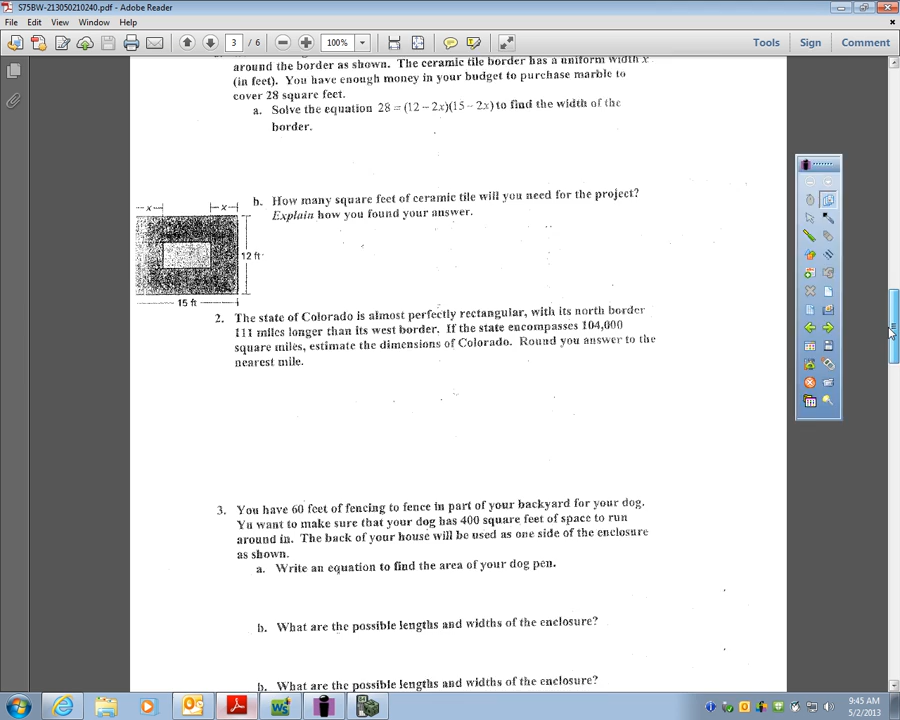 S75BW-213050210240.pdf - Adobe Reader
File Edit View Window Help
3 / 6 100% Tools Sign Comment
around the border as shown. The ceramic tile border has a uniform width x
(in feet). You have enough money in your budget to purchase marble to
cover 28 square feet.
a. Solve the equation 28 = (12 - 2x)(15 - 2x) to find the width of the
border.
b. How many square feet of ceramic tile will you need for the project?
Explain how you found your answer.
x x
12 ft
15 ft
2. The state of Colorado is almost perfectly rectangular, with its north border
111 miles longer than its west border. If the state encompasses 104,000
square miles, estimate the dimensions of Colorado. Round you answer to the
nearest mile.
3. You have 60 feet of fencing to fence in part of your backyard for your dog.
Yu want to make sure that your dog has 400 square feet of space to run
around in. The back of your house will be used as one side of the enclosure
as shown.
a. Write an equation to find the area of your dog pen.
b. What are the possible lengths and widths of the enclosure?
b. What are the possible lengths and widths of the enclosure?
9:45 AM
5/2/2013